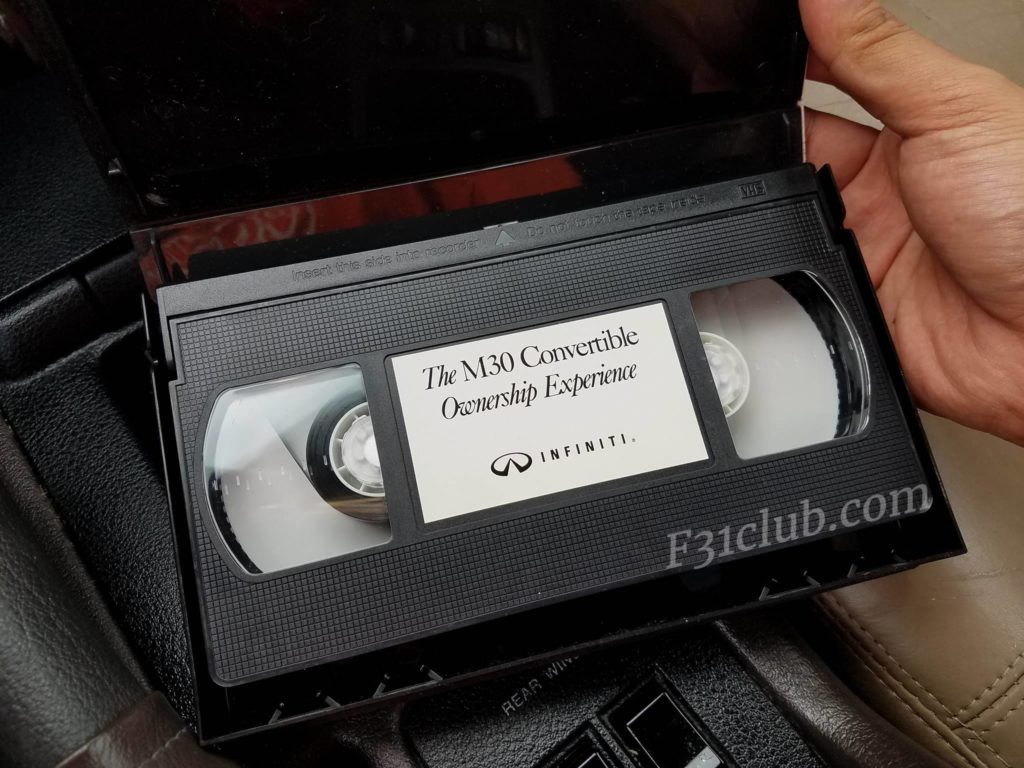 VHS
Insert this side into recorder
Do not touch the tape inside
The M30 Convertible
Ownership Experience
INFINITI®
F31club.com
REAR WIN